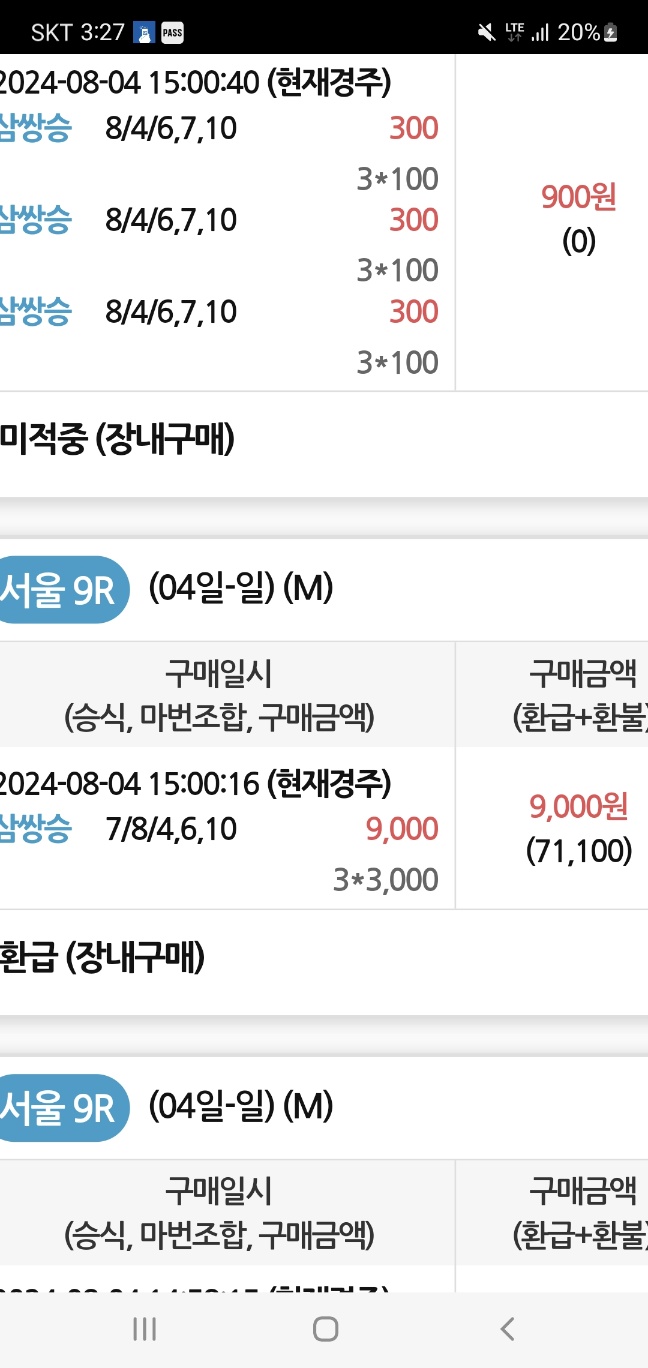 SKT 3:27 PASS LTE 20%
2024-08-04 15:00:40 (현재경주)
삼쌍승 8/4/6,7,10 300
3*100
삼쌍승 8/4/6,7,10 300
3*100
삼쌍승 8/4/6,7,10 300
3*100
900원
(0)
미적중 (장내구매)
서울 9R (04일-일) (M)
구매일시
(승식, 마번조합, 구매금액)
구매금액
(환급+환불)
2024-08-04 15:00:16 (현재경주)
삼쌍승 7/8/4,6,10 9,000
3*3,000
9,000원
(71,100)
환급 (장내구매)
서울 9R (04일-일) (M)
구매일시
(승식, 마번조합, 구매금액)
구매금액
(환급+환불)